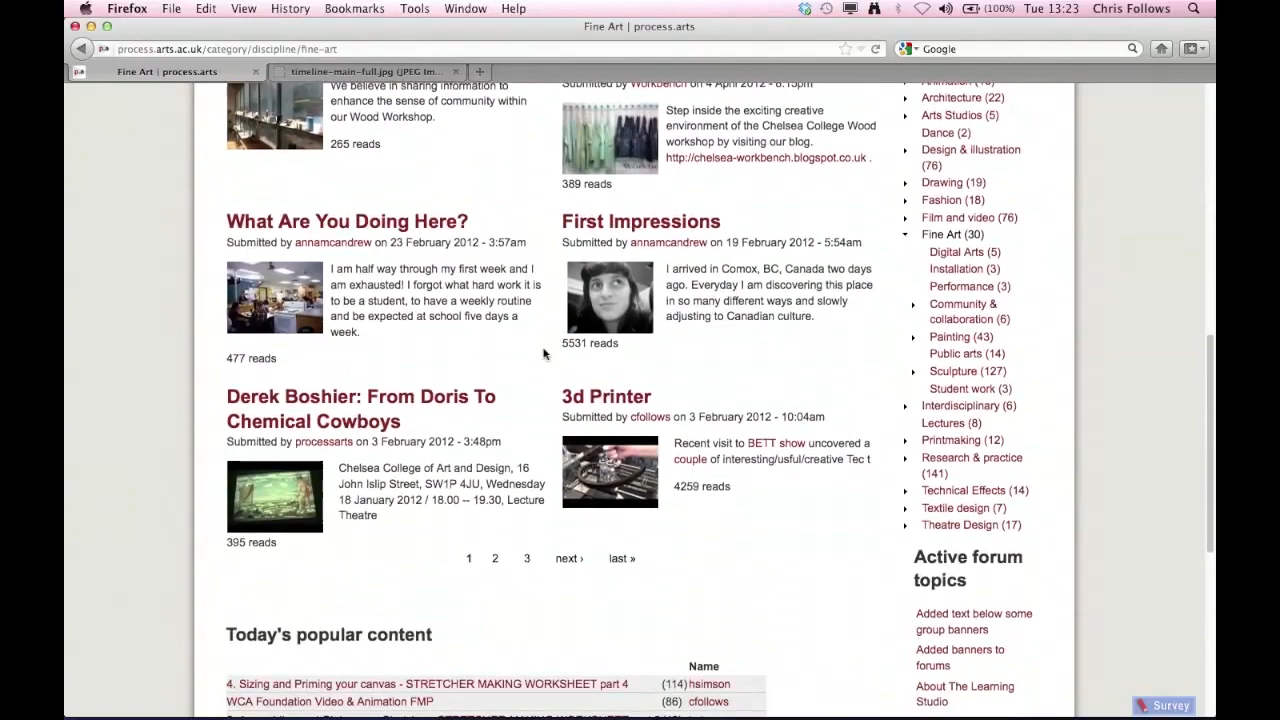 Firefox File Edit View History Bookmarks Tools Window Help (100%) Tue 13:23 Chris Follows
Fine Art | process.arts
process.arts.ac.uk/category/discipline/fine-art Google
Fine Art | process.arts timeline-main-full.jpg (JPEG Im...
We believe in sharing information to
enhance the sense of community within
our Wood Workshop.
265 reads
Submitted by Workbench on 4 April 2012 - 6:15pm
Step inside the exciting creative
environment of the Chelsea College Wood
workshop by visiting our blog.
http://chelsea-workbench.blogspot.co.uk .
389 reads
What Are You Doing Here?
Submitted by annamcandrew on 23 February 2012 - 3:57am
I am half way through my first week and I
am exhausted! I forgot what hard work it is
to be a student, to have a weekly routine
and be expected at school five days a
week.
477 reads
First Impressions
Submitted by annamcandrew on 19 February 2012 - 5:54am
I arrived in Comox, BC, Canada two days
ago. Everyday I am discovering this place
in so many different ways and slowly
adjusting to Canadian culture.
5531 reads
Derek Boshier: From Doris To
Chemical Cowboys
Submitted by processarts on 3 February 2012 - 3:48pm
Chelsea College of Art and Design, 16
John Islip Street, SW1P 4JU, Wednesday
18 January 2012 / 18.00 -- 19.30, Lecture
Theatre
395 reads
3d Printer
Submitted by cfollows on 3 February 2012 - 10:04am
Recent visit to BETT show uncovered a
couple of interesting/usful/creative Tec t
4259 reads
1 2 3 next › last »
Today's popular content
Name
4. Sizing and Priming your canvas - STRETCHER MAKING WORKSHEET part 4 (114) hsimson
WCA Foundation Video & Animation FMP (86) cfollows
Architecture (22)
Arts Studios (5)
Dance (2)
Design & illustration
(76)
Drawing (19)
Fashion (18)
Film and video (76)
Fine Art (30)
Digital Arts (5)
Installation (3)
Performance (3)
Community &
collaboration (6)
Painting (43)
Public arts (14)
Sculpture (127)
Student work (3)
Interdisciplinary (6)
Lectures (8)
Printmaking (12)
Research & practice
(141)
Technical Effects (14)
Textile design (7)
Theatre Design (17)
Active forum
topics
Added text below some
group banners
Added banners to
forums
About The Learning
Studio
Survey